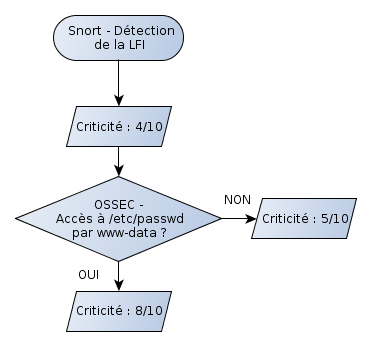 Snort - Détection
de la LFI
Criticité : 4/10
OSSEC -
Accès à /etc/passwd
par www-data ?
NON
Criticité : 5/10
OUI
Criticité : 8/10